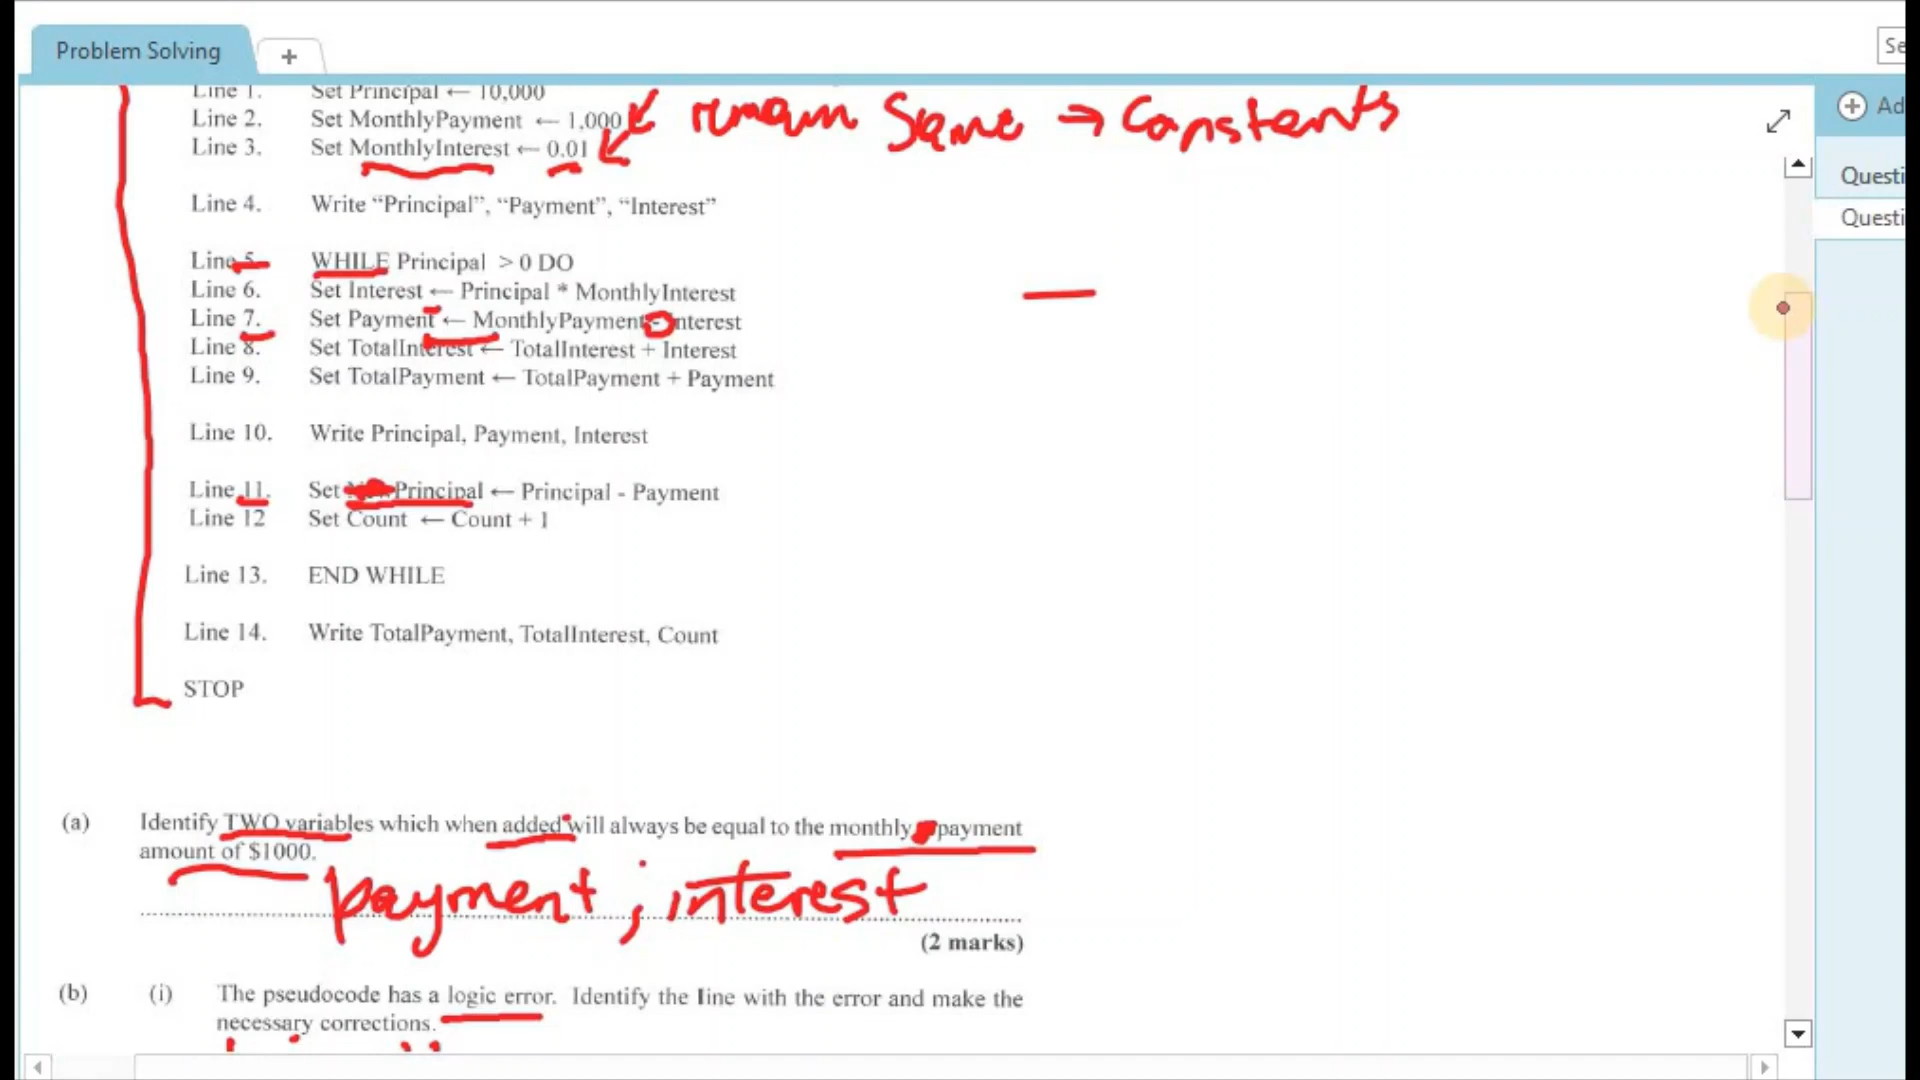 Problem Solving +
Se
Line 1. Set Principal ← 10,000
Line 2. Set MonthlyPayment ← 1,000
remain Same → Constants
Ad
Line 3. Set MonthlyInterest ← 0.01
Questi
Line 4. Write “Principal”, “Payment”, “Interest”
Questi
Line 5. WHILE Principal > 0 DO
Line 6. Set Interest ← Principal * MonthlyInterest
Line 7. Set Payment ← MonthlyPayment - Interest
Line 8. Set TotalInterest ← TotalInterest + Interest
Line 9. Set TotalPayment ← TotalPayment + Payment
Line 10. Write Principal, Payment, Interest
Line 11. Set Principal ← Principal - Payment
Line 12 Set Count ← Count + 1
Line 13. END WHILE
Line 14. Write TotalPayment, TotalInterest, Count
STOP
(a) Identify TWO variables which when added will always be equal to the monthly payment
amount of $1000.
payment ; interest
(2 marks)
(b) (i) The pseudocode has a logic error. Identify the line with the error and make the
necessary corrections.